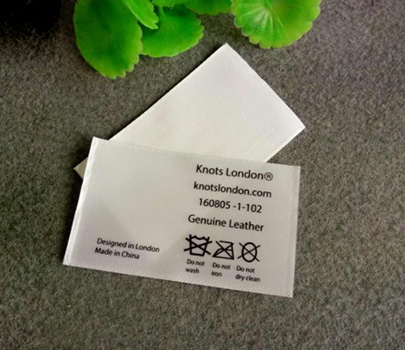 Knots London®
knotslondon.com
160805 -1-102
Genuine Leather
Designed in London
Made in China
Do not wash
Do not iron
Do not dry clean